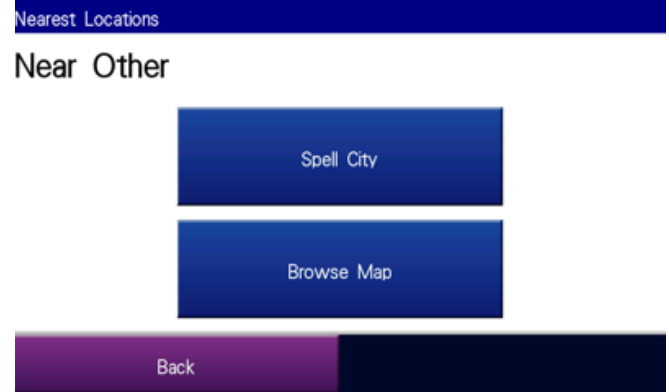 Nearest Locations
Near Other
Spell City
Browse Map
Back